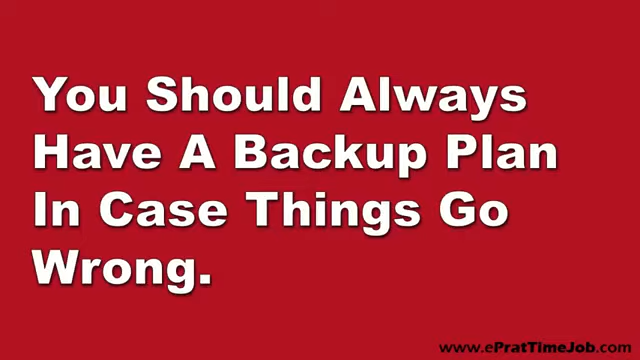 You Should Always
Have A Backup Plan
In Case Things Go
Wrong.
www.ePratTimeJob.com